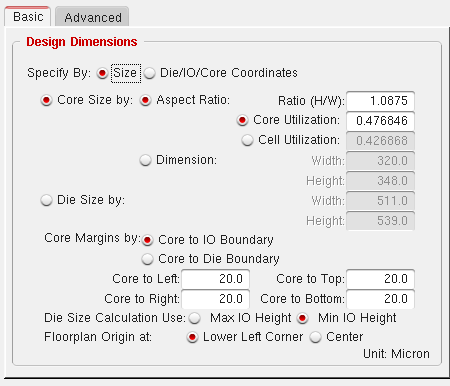 Basic Advanced
Design Dimensions
Specify By: Size Die/IO/Core Coordinates
Core Size by: Aspect Ratio: Ratio (H/W): 1.0875
Core Utilization: 0.476846
Cell Utilization: 0.426868
Dimension: Width: 320.0
Height: 348.0
Die Size by: Width: 511.0
Height: 539.0
Core Margins by: Core to IO Boundary
Core to Die Boundary
Core to Left: 20.0 Core to Top: 20.0
Core to Right: 20.0 Core to Bottom: 20.0
Die Size Calculation Use: Max IO Height Min IO Height
Floorplan Origin at: Lower Left Corner Center
Unit: Micron